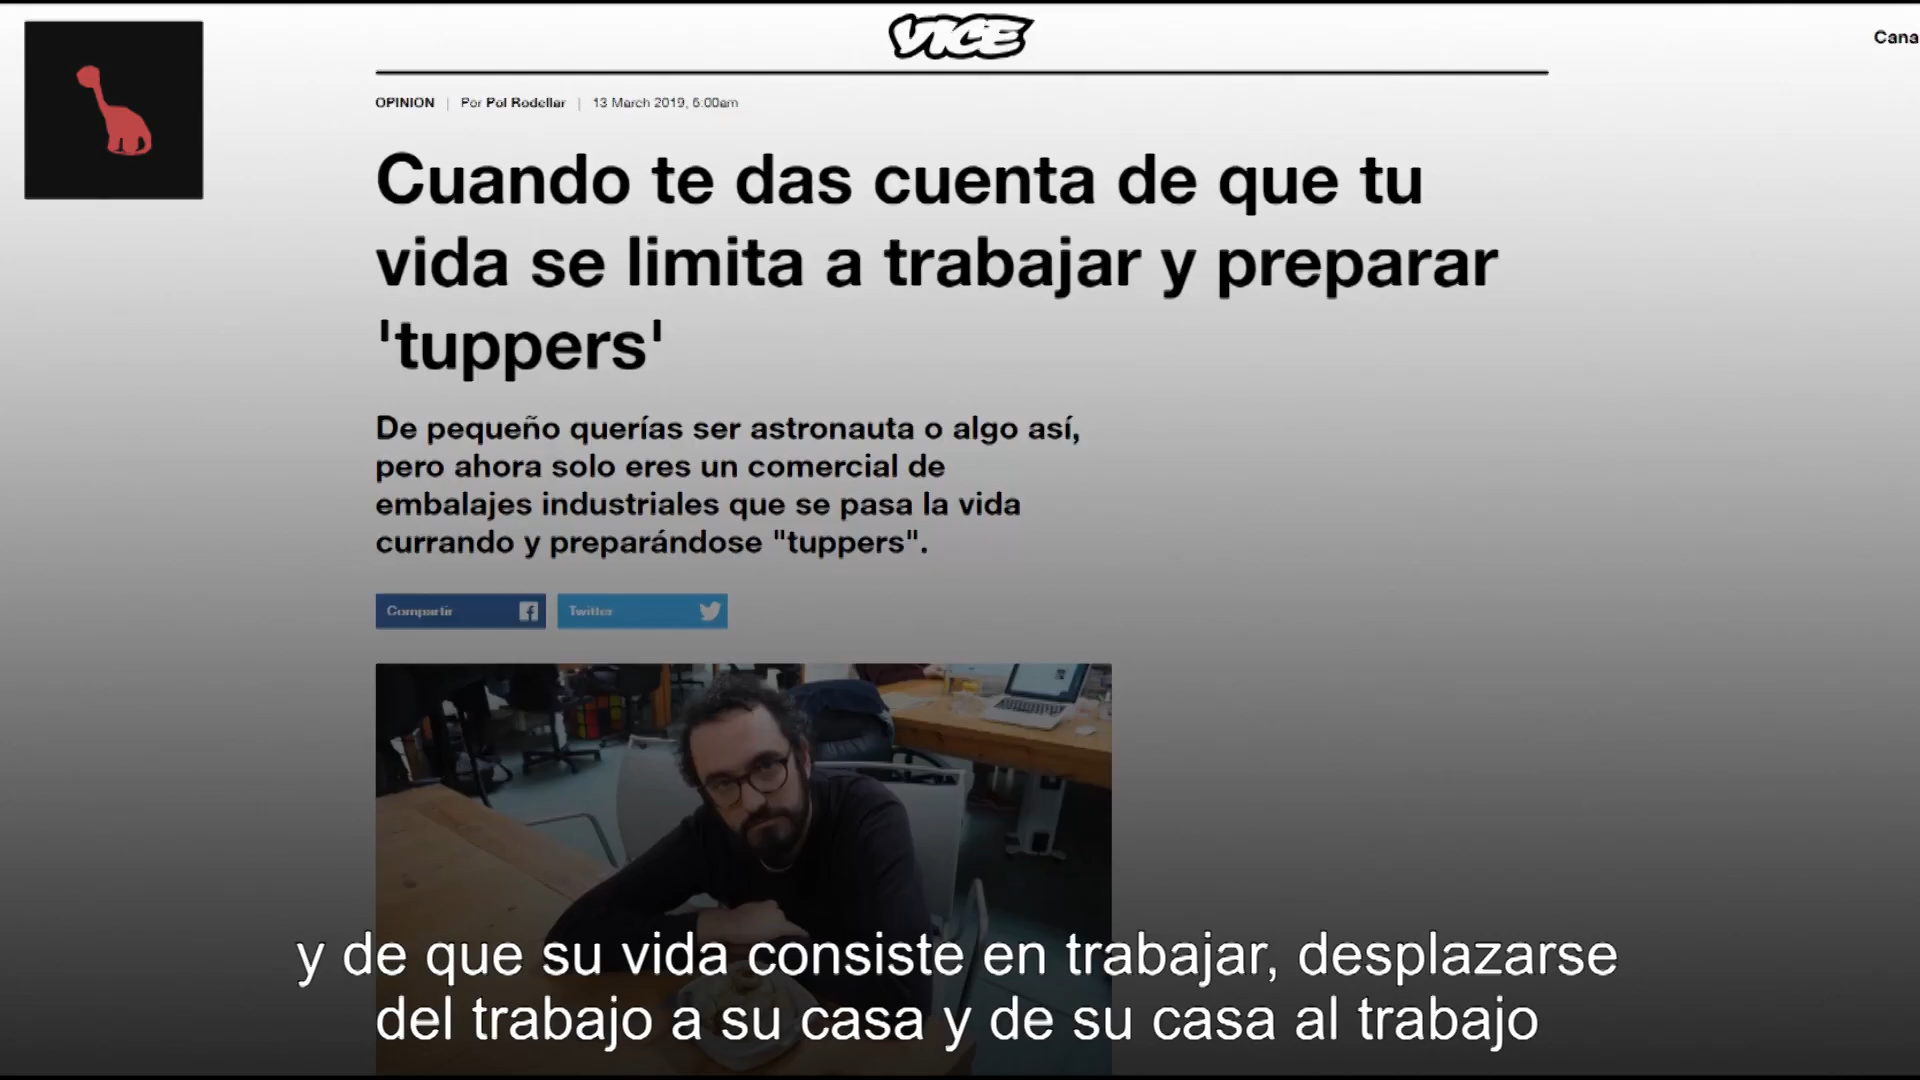 VICE
Cana
OPINION | Por Pol Rodellar | 13 March 2019, 6:00am
Cuando te das cuenta de que tu
vida se limita a trabajar y preparar
'tuppers'
De pequeño querías ser astronauta o algo así,
pero ahora solo eres un comercial de
embalajes industriales que se pasa la vida
currando y preparándose "tuppers".
Compartir
Twitter
y de que su vida consiste en trabajar, desplazarse
del trabajo a su casa y de su casa al trabajo